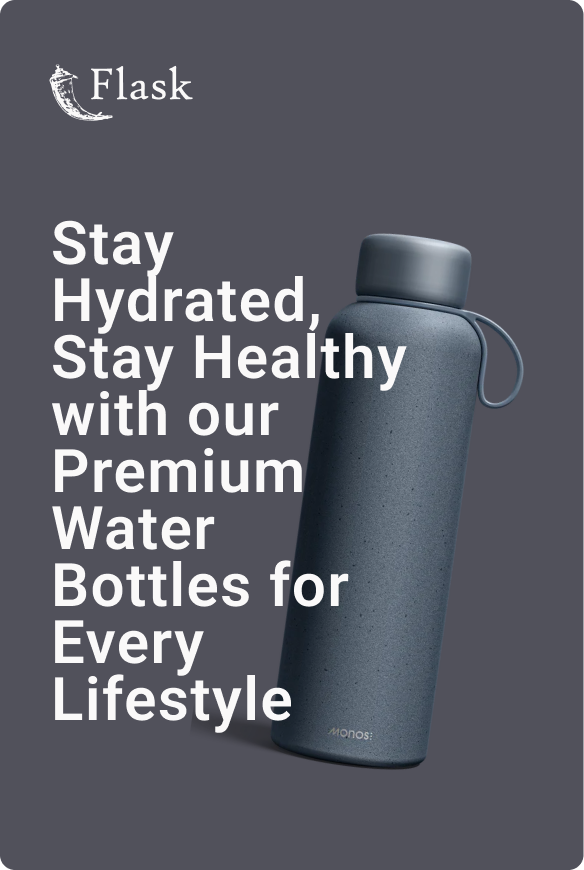 Flask
Stay
Hydrated,
Stay Healthy
with our
Premium
Water
Bottles for
Every
Lifestyle
MONOS